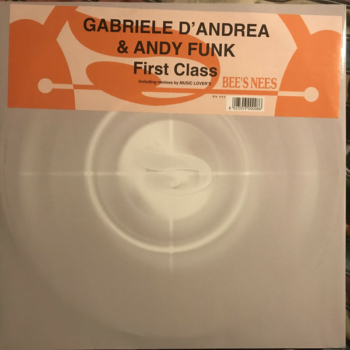 GABRIELE D'ANDREA
& ANDY FUNK
First Class
Including remixes by MUSIC LOVER'S
BEE'S NEES